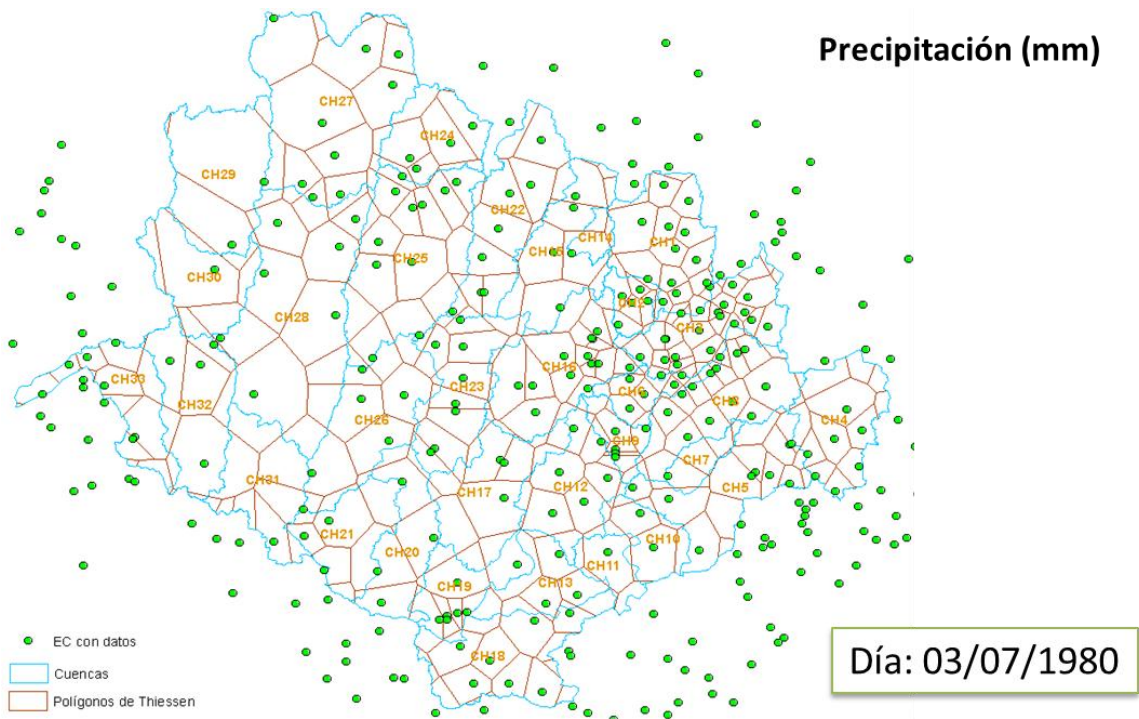 Precipitación (mm)
CH27
CH24
CH29
CH22
CH14
CH1
CH15
CH25
CH30
CH28
CH2
CH3
CH16
CH33
CH23
CH6
CH8
CH32
CH26
CH4
CH9
CH7
CH31
CH17
CH12
CH5
CH21
CH20
CH10
CH11
CH19
CH13
CH18
EC con datos
Cuencas
Polígonos de Thiessen
Día: 03/07/1980